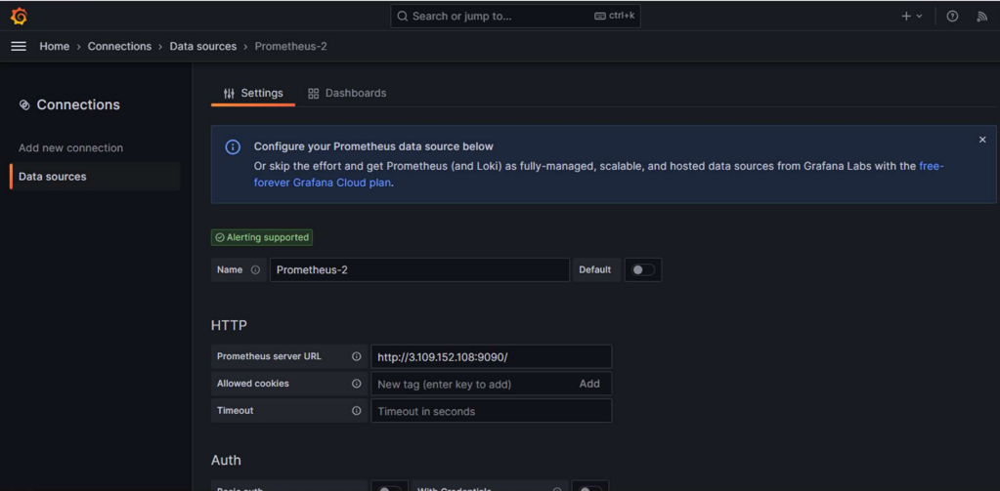 Search or jump to... ctrl+k
Home › Connections › Data sources › Prometheus-2
Connections
Add new connection
Data sources
Settings Dashboards
Configure your Prometheus data source below
Or skip the effort and get Prometheus (and Loki) as fully-managed, scalable, and hosted data sources from Grafana Labs with the free-
forever Grafana Cloud plan.
Alerting supported
Name Prometheus-2 Default
HTTP
Prometheus server URL http://3.109.152.108:9090/
Allowed cookies New tag (enter key to add) Add
Timeout Timeout in seconds
Auth
Basic auth With Credentials